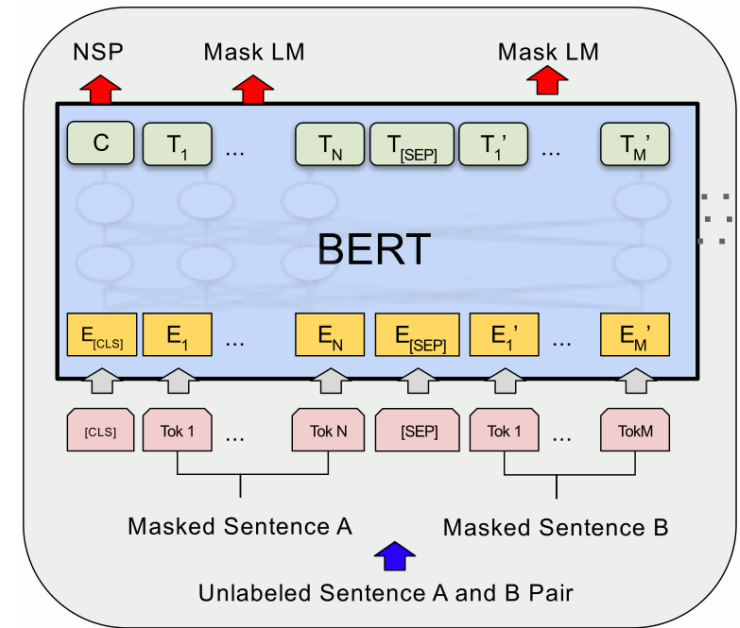 NSP Mask LM Mask LM
C T1 ... TN T[SEP] T1' ... TM'
BERT
E[CLS] E1 ... EN E[SEP] E1' ... EM'
[CLS] Tok 1 ... Tok N [SEP] Tok 1 ... TokM
Masked Sentence A Masked Sentence B
Unlabeled Sentence A and B Pair